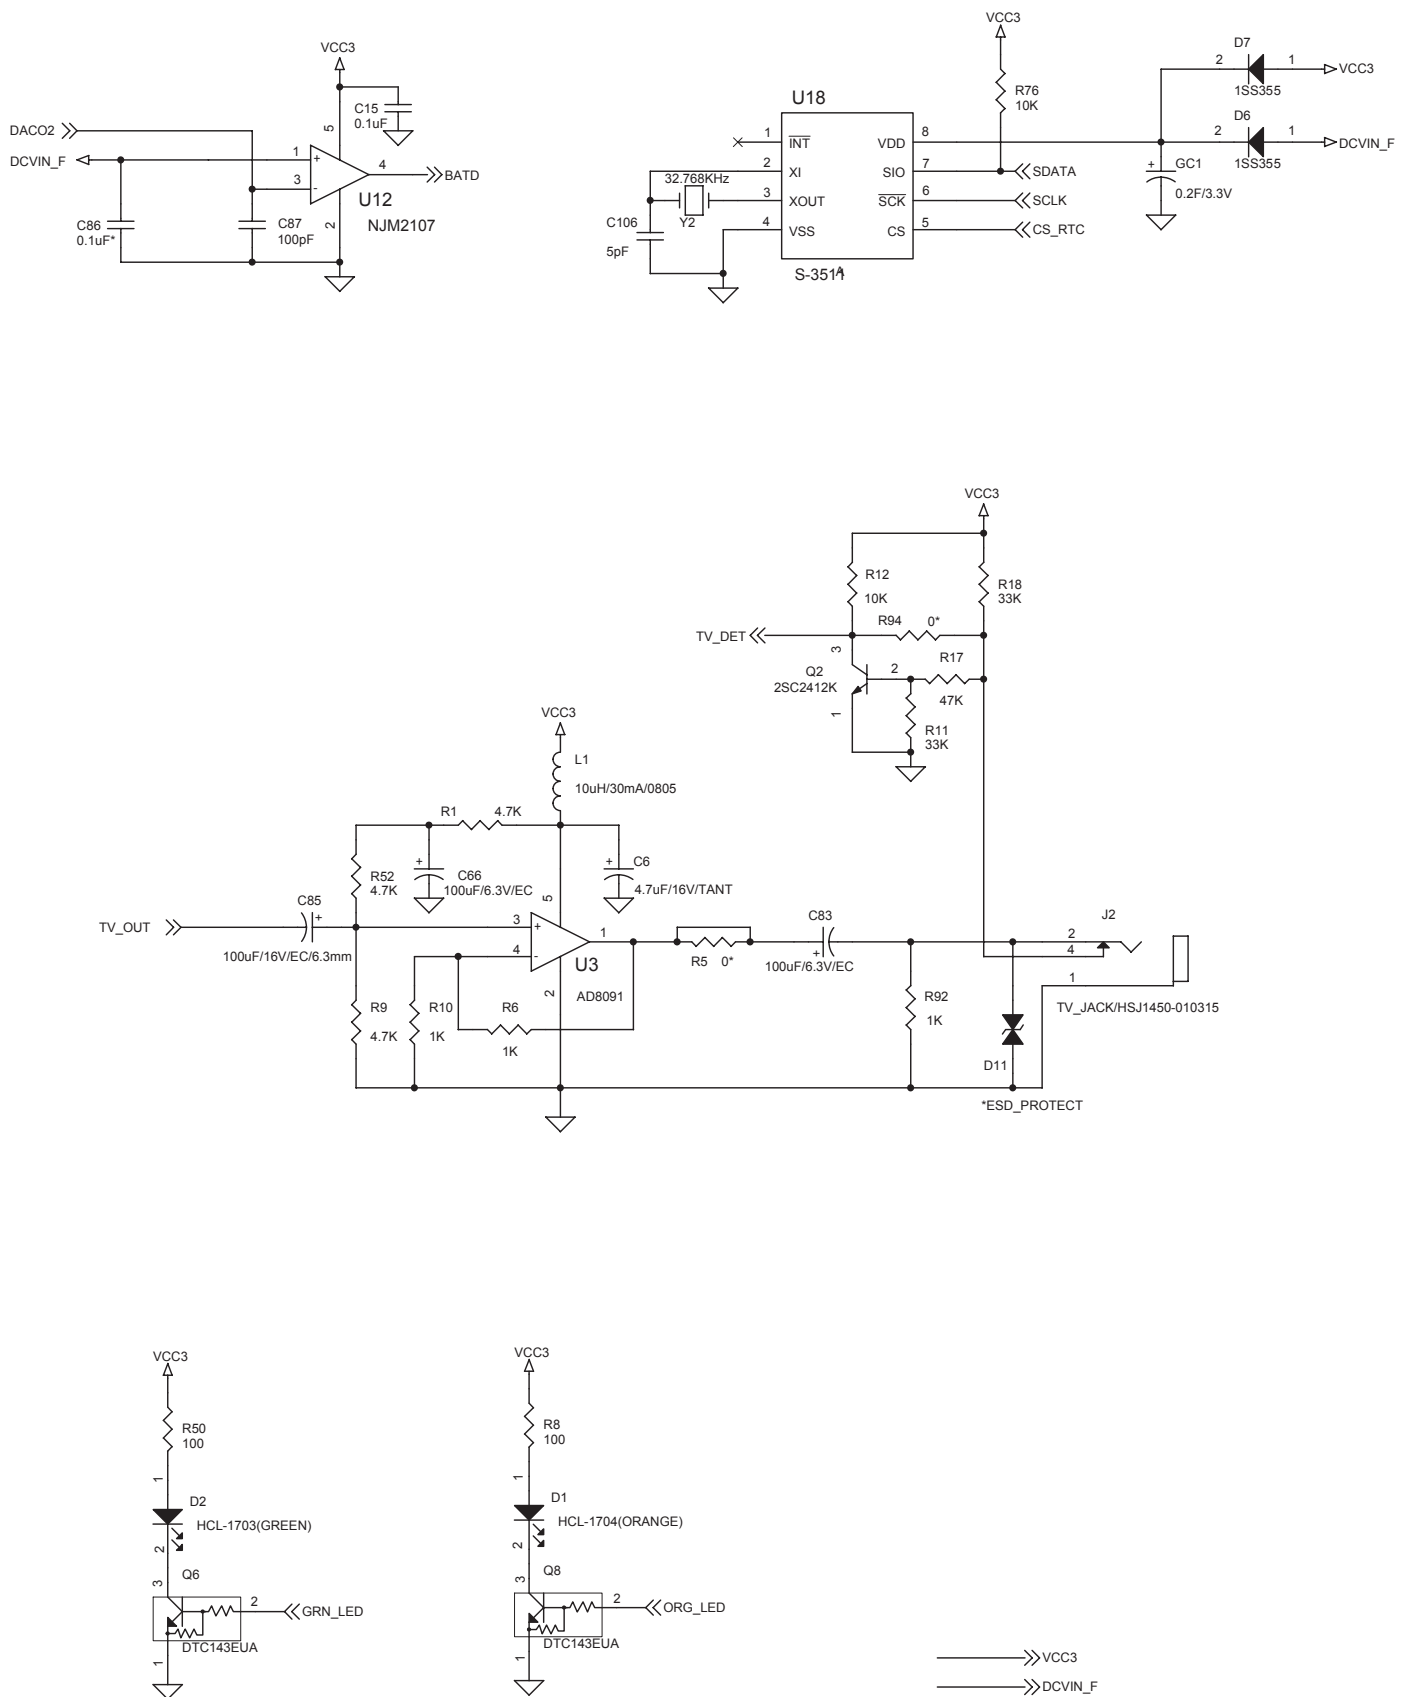 VCC3
C15
0.1uF
DACO2
5
DCVIN_F
1
+
4
BATD
3
-
U12
NJM2107
2
C86
0.1uF*
C87
100pF
VCC3
R76
10K
U18
1
INT
VDD
8
2
XI
SIO
7
SDATA
32.768KHz
3
XOUT
SCK
6
SCLK
Y2
4
VSS
CS
5
CS_RTC
C106
5pF
S-3511A
D7
2
1
VCC3
1SS355
D6
2
1
DCVIN_F
1SS355
+
GC1
0.2F/3.3V
VCC3
R12
10K
R18
33K
R94
0*
TV_DET
3
R17
Q2
2
2SC2412K
47K
1
R11
33K
VCC3
L1
10uH/30mA/0805
R1
4.7K
R52
4.7K
+
C66
100uF/6.3V/EC
+
C6
4.7uF/16V/TANT
5
C85
+
TV_OUT
100uF/16V/EC/6.3mm
3
+
1
4
-
U3
2
AD8091
R5
0*
C83
+
100uF/6.3V/EC
R9
4.7K
R10
1K
R6
1K
R92
1K
J2
2
4
1
TV_JACK/HSJ1450-010315
D11
*ESD_PROTECT
VCC3
R50
100
1
D2
HCL-1703(GREEN)
2
Q6
3
2
GRN_LED
DTC143EUA
1
VCC3
R8
100
1
D1
HCL-1704(ORANGE)
2
Q8
3
2
ORG_LED
DTC143EUA
1
VCC3
DCVIN_F